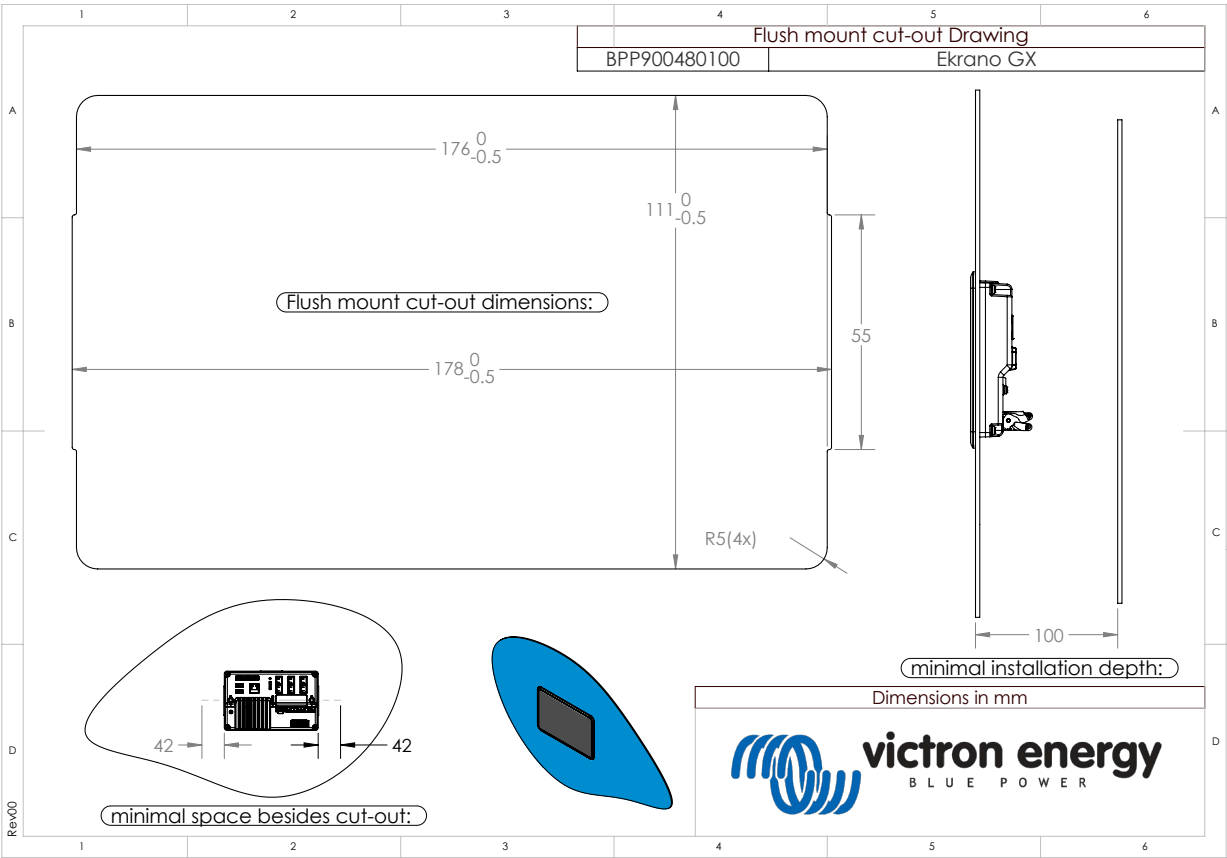 1 2 3 4 5 6
Flush mount cut-out Drawing
BPP900480100 Ekrano GX
A A
176 0 -0.5
111 0 -0.5
Flush mount cut-out dimensions:
B B
55
178 0 -0.5
R5(4x)
C C
100
minimal installation depth:
Dimensions in mm
42 42
D D
victron energy
BLUE POWER
minimal space besides cut-out:
Rev00
1 2 3 4 5 6